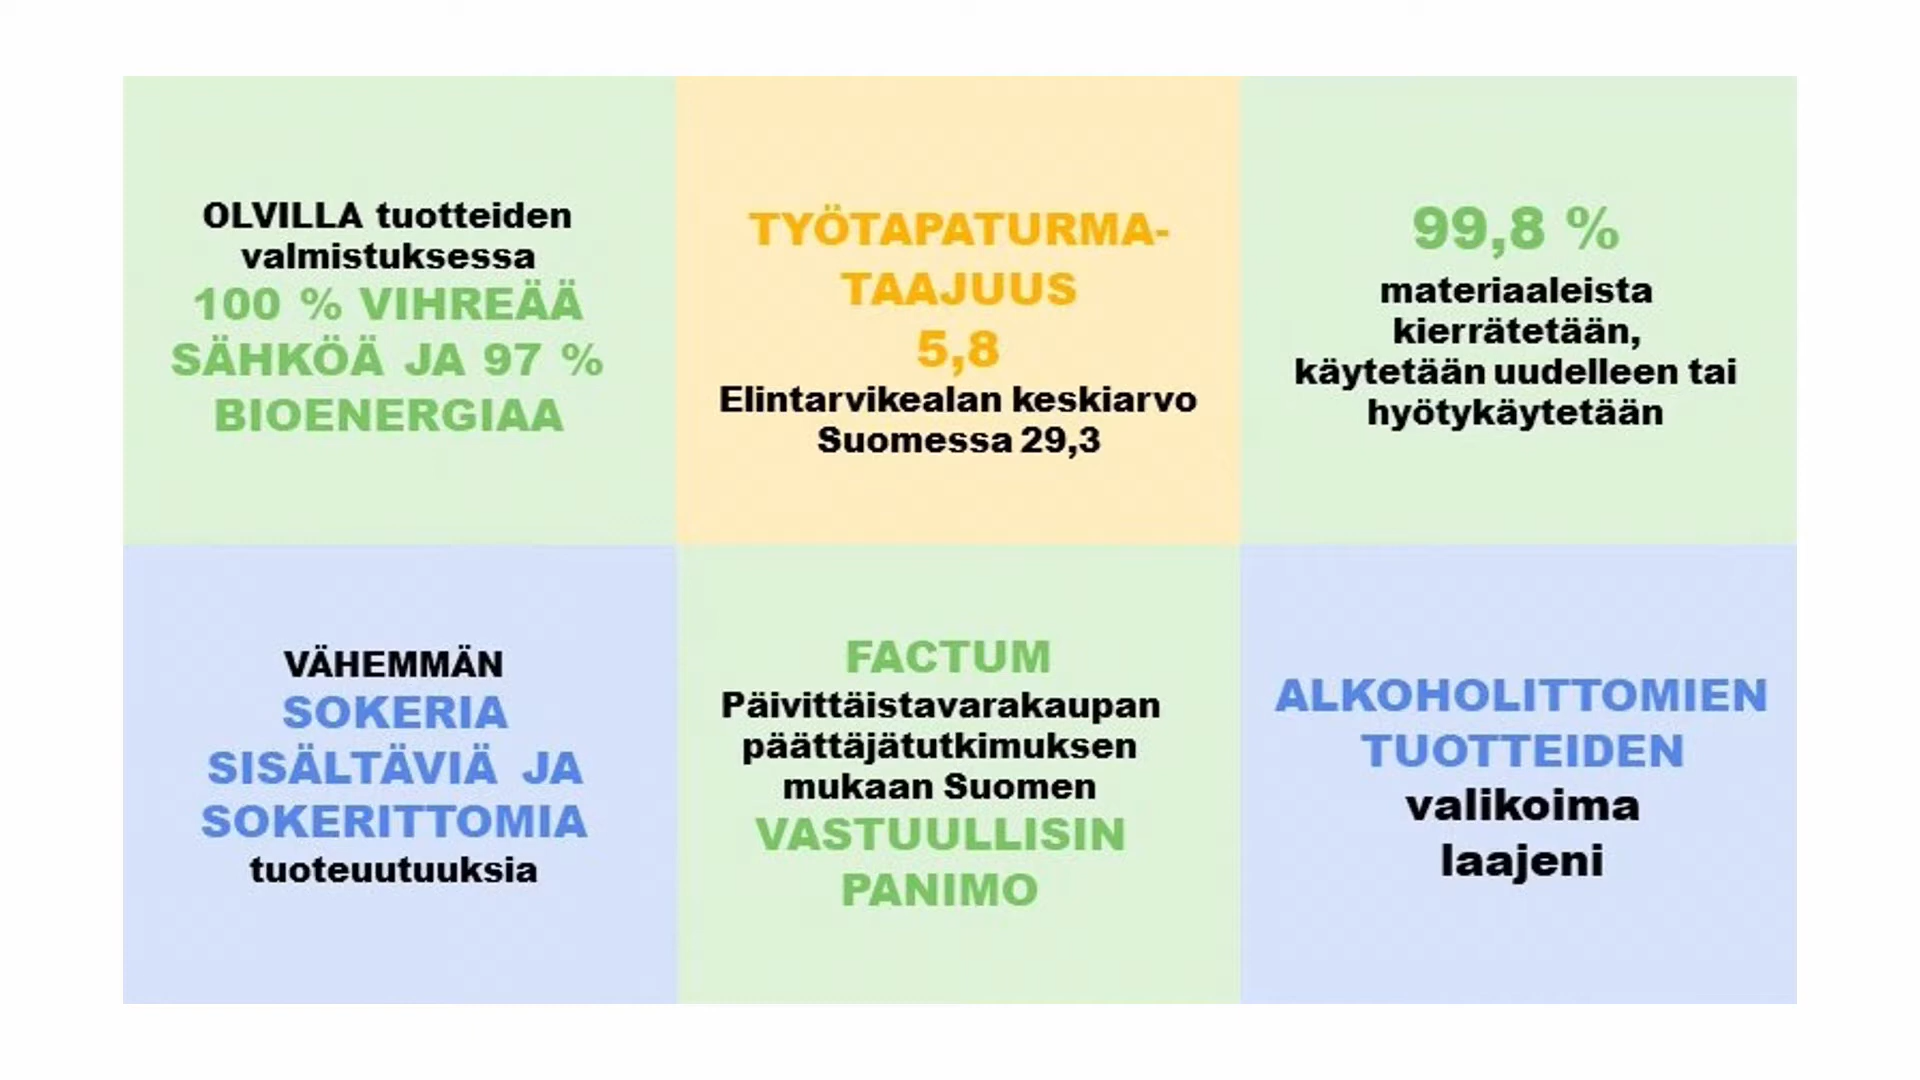 OLVILLA tuotteiden
valmistuksessa
100 % VIHREÄÄ
SÄHKÖÄ JA 97 %
BIOENERGIAA
TYÖTAPATURMA-
TAAJUUS
5,8
Elintarvikealan keskiarvo
Suomessa 29,3
99,8 %
materiaaleista
kierrätetään,
käytetään uudelleen tai
hyötykäytetään
VÄHEMMÄN
SOKERIA
SISÄLTÄVIÄ JA
SOKERITTOMIA
tuoteuutuuksia
FACTUM
Päivittäistavarakaupan
päättäjätutkimuksen
mukaan Suomen
VASTUULLISIN
PANIMO
ALKOHOLITTOMIEN
TUOTTEIDEN
valikoima
laajeni